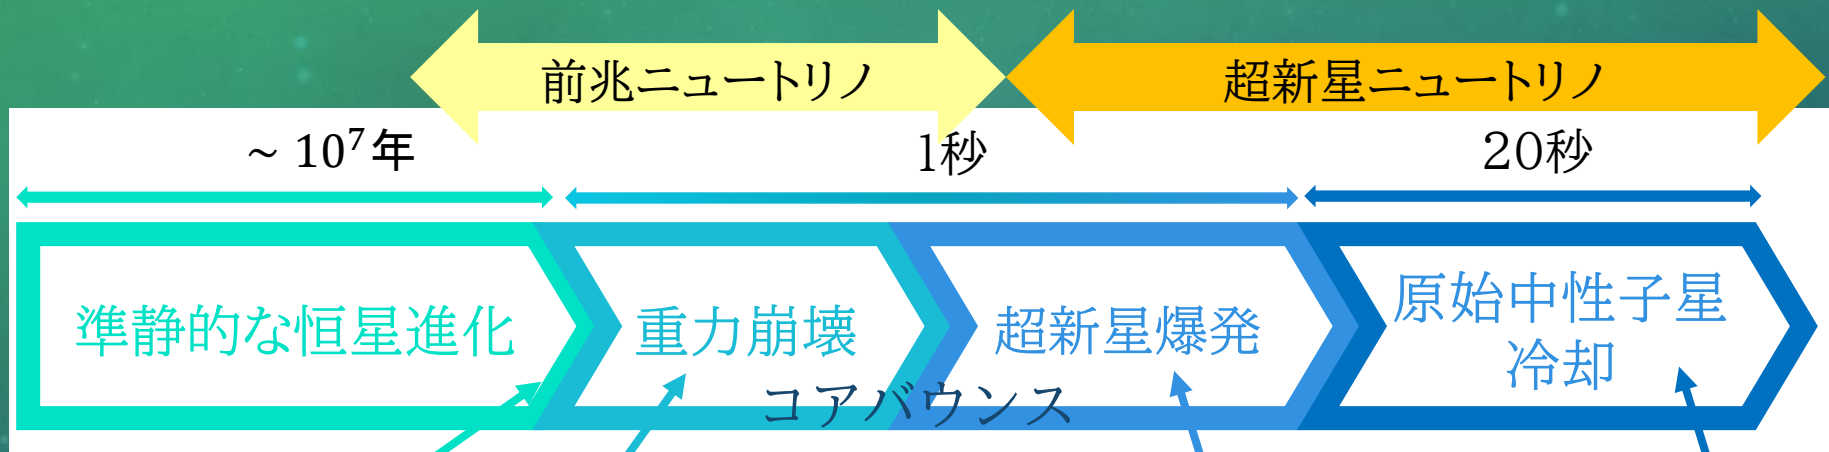 前兆ニュートリノ
超新星ニュートリノ
~ 10⁷年
1秒
20秒
準静的な恒星進化
重力崩壊
超新星爆発
原始中性子星
冷却
コアバウンス